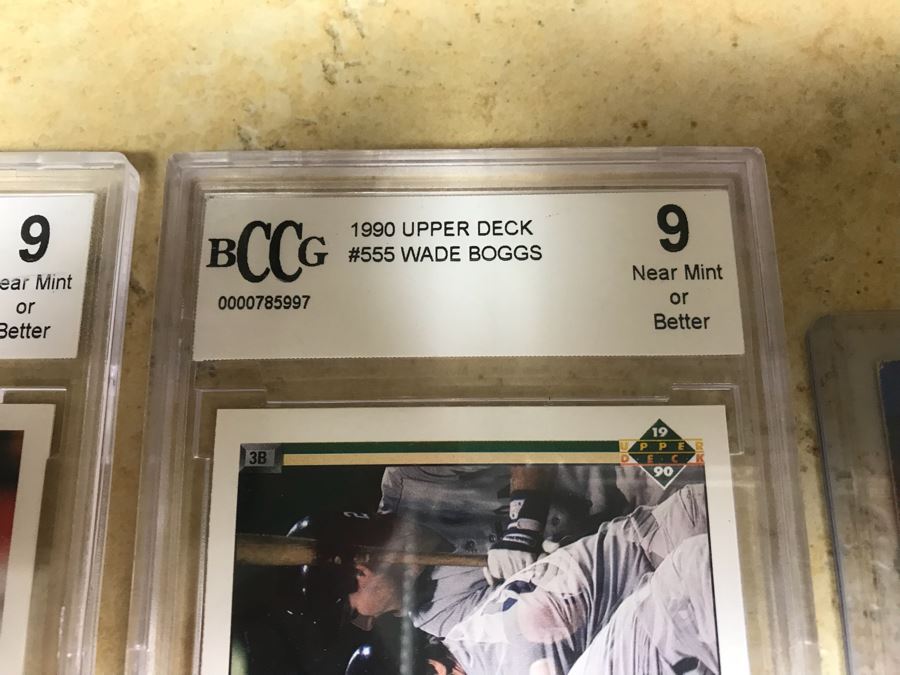 9
ear Mint
or
Better
BCCG
0000785997
1990 UPPER DECK
#555 WADE BOGGS
9
Near Mint
or
Better
3B
19
UPPER
DECK
90
2